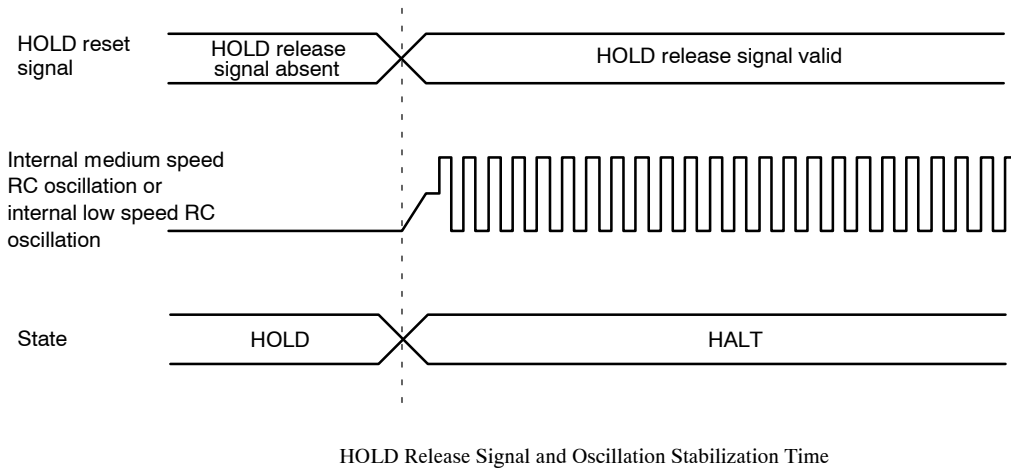 HOLD reset
signal
HOLD release
signal absent
HOLD release signal valid
Internal medium speed
RC oscillation or
internal low speed RC
oscillation
State
HOLD
HALT
HOLD Release Signal and Oscillation Stabilization Time